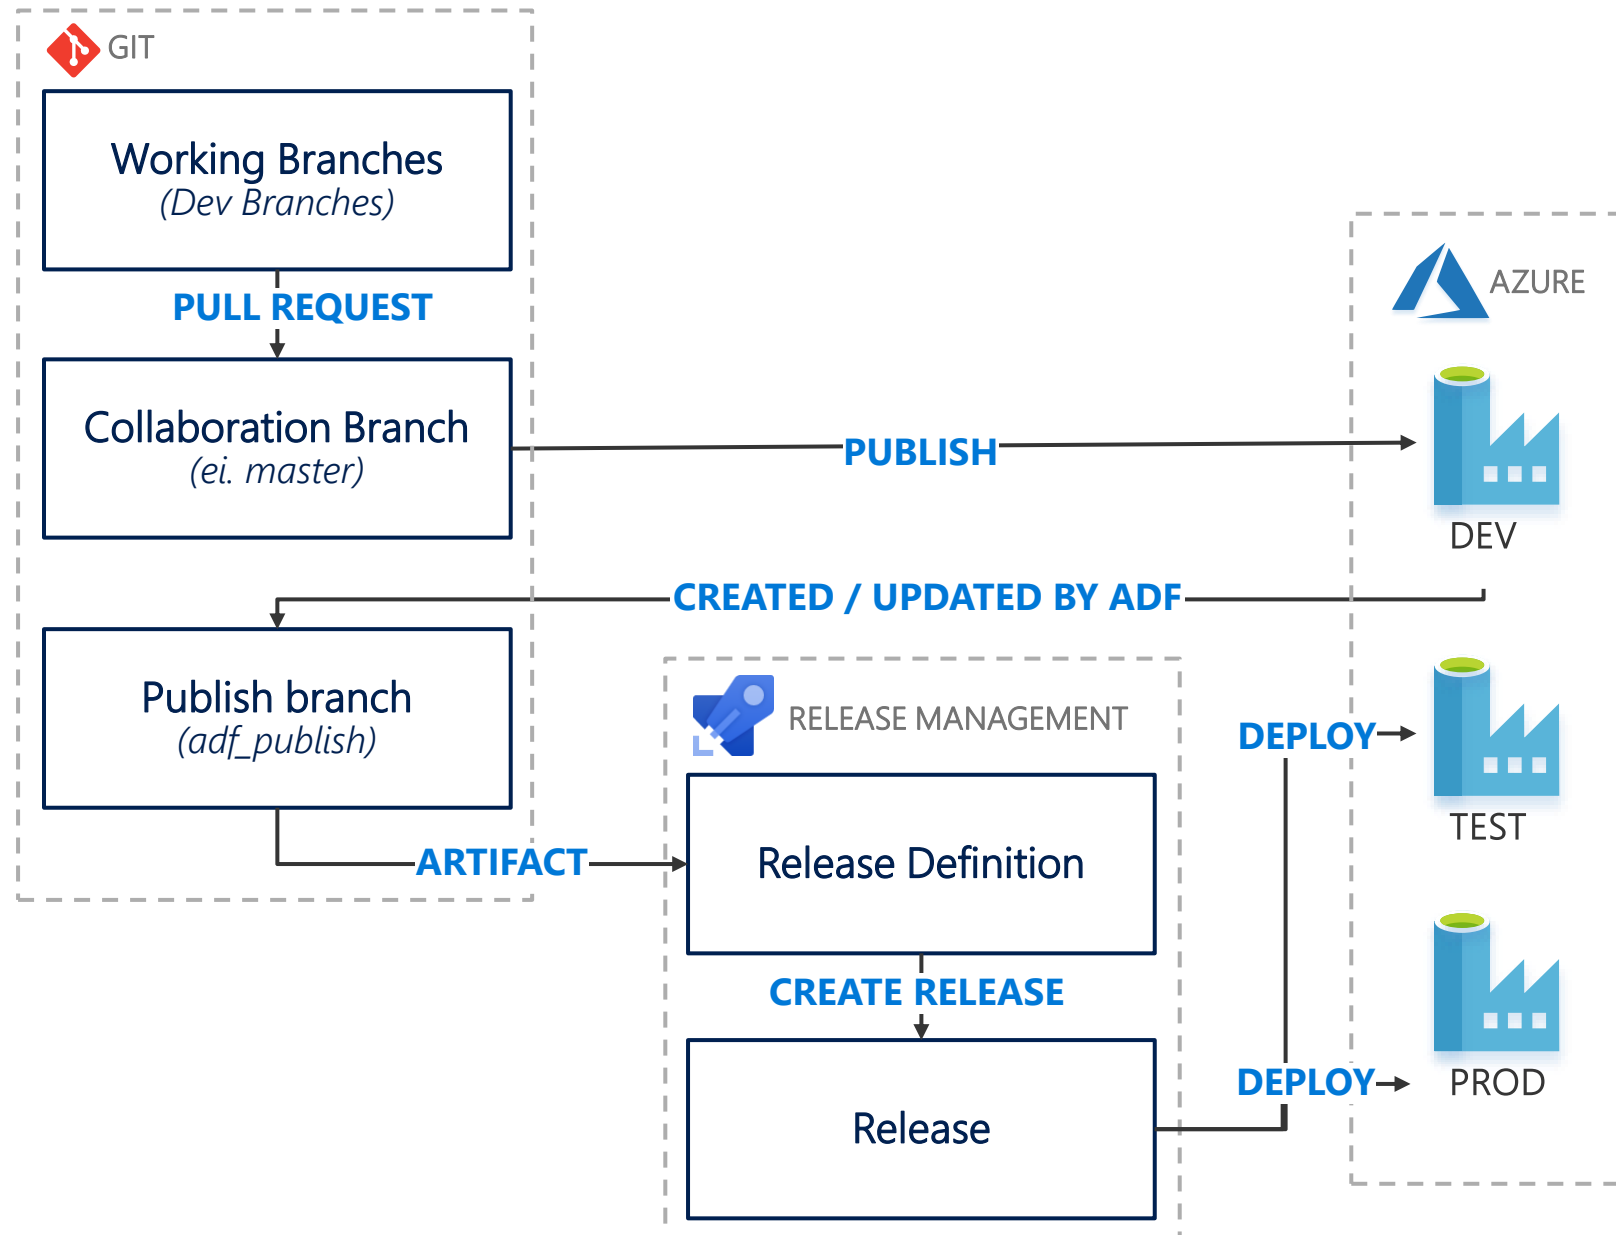 GIT
Working Branches
(Dev Branches)
PULL REQUEST
Collaboration Branch
(ei. master)
PUBLISH
AZURE
DEV
CREATED / UPDATED BY ADF
Publish branch
(adf_publish)
ARTIFACT
RELEASE MANAGEMENT
Release Definition
CREATE RELEASE
Release
DEPLOY
TEST
DEPLOY
PROD